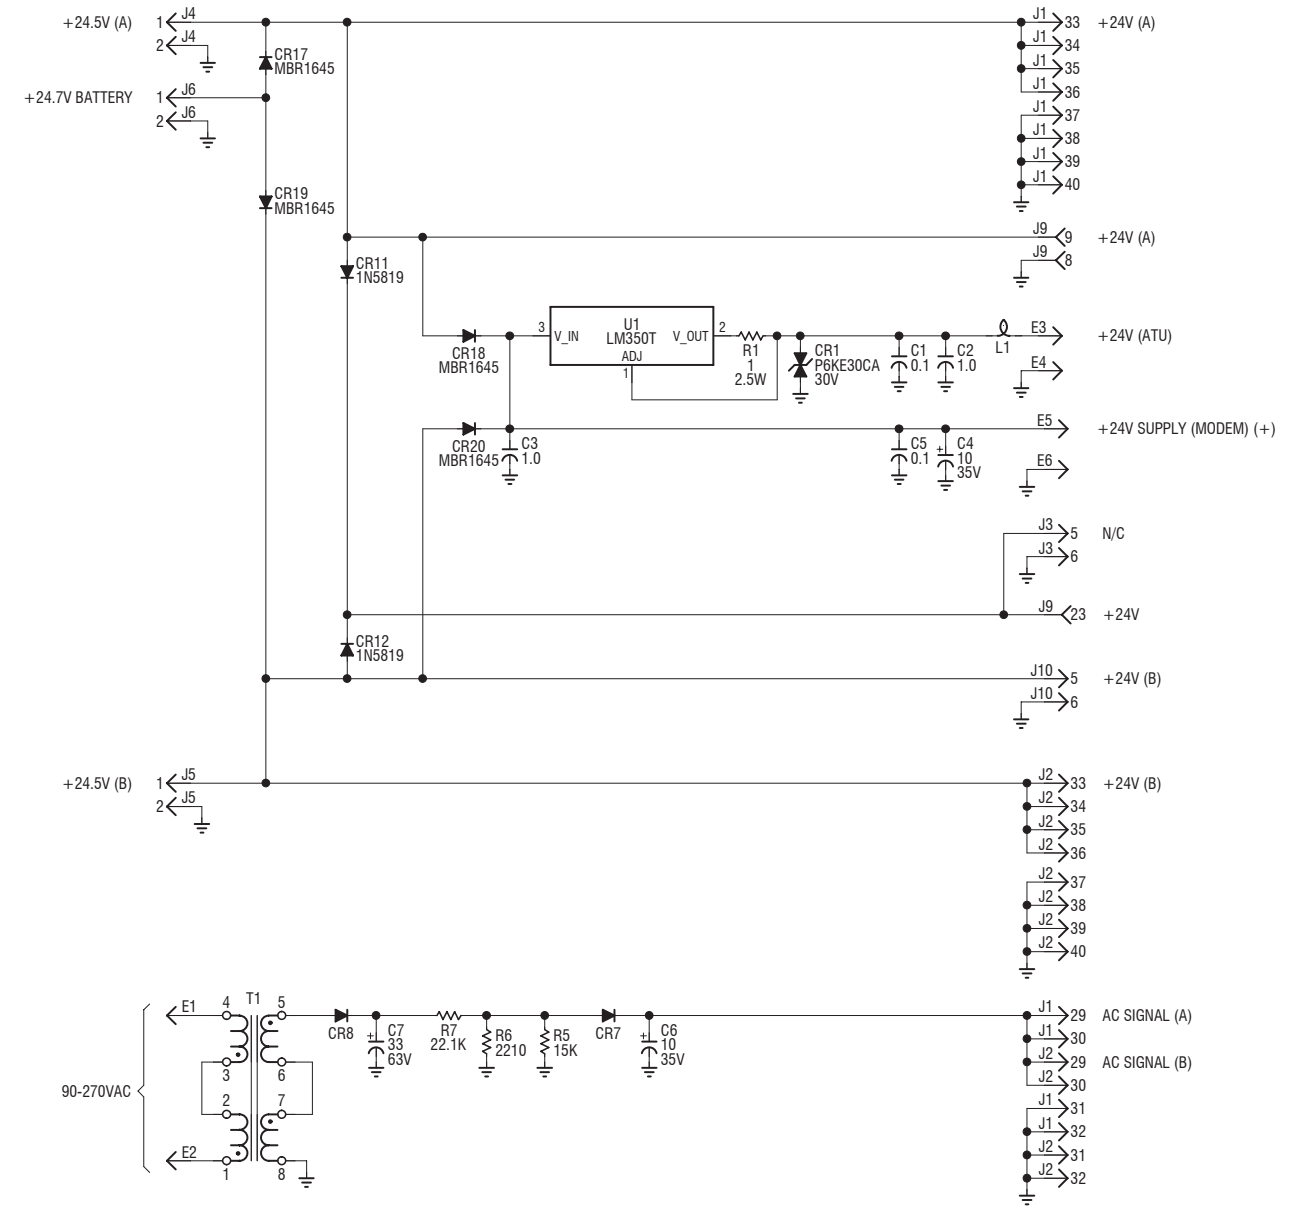 +24.5V (A) 1 J4
2 J4
CR17
MBR1645
+24.7V BATTERY 1 J6
2 J6
CR19
MBR1645
J1 33 +24V (A)
J1 34
J1 35
J1 36
J1 37
J1 38
J1 39
J1 40
J9 9 +24V (A)
J9 8
CR11
1N5819
CR18
MBR1645
3 V_IN
U1
LM350T
ADJ
1
V_OUT 2
R1
1
2.5W
CR1
P6KE30CA
30V
C1
0.1
C2
1.0
L1
E3 +24V (ATU)
E4
CR20
MBR1645
C3
1.0
C5
0.1
+ C4
10
35V
E5 +24V SUPPLY (MODEM) (+)
E6
J3 5 N/C
J3 6
J9 23 +24V
CR12
1N5819
J10 5 +24V (B)
J10 6
+24.5V (B) 1 J5
2 J5
J2 33 +24V (B)
J2 34
J2 35
J2 36
J2 37
J2 38
J2 39
J2 40
90-270VAC
E1
E2
T1
4 5
3 6
2 7
1 8
CR8
+ C7
33
63V
R7
22.1K
R6
2210
R5
15K
CR7
+ C6
10
35V
J1 29 AC SIGNAL (A)
J1 30
J2 29 AC SIGNAL (B)
J2 30
J1 31
J1 32
J2 31
J2 32